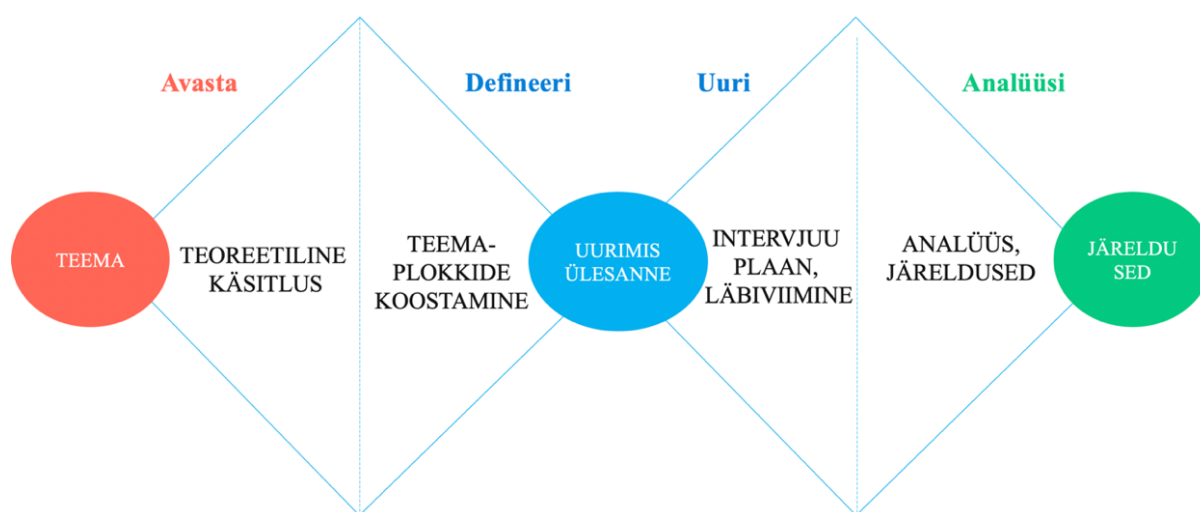 Avasta
Defineeri
Uuri
Analüüsi
TEEMA
TEOREETILINE
KÄSITLUS
TEEMA-
PLOKKIDE
KOOSTAMINE
UURIMIS
ÜLESANNE
INTERVJUU
PLAAN,
LÄBIVIIMINE
ANALÜÜS,
JÄRELDUSED
JÄRELDU
SED